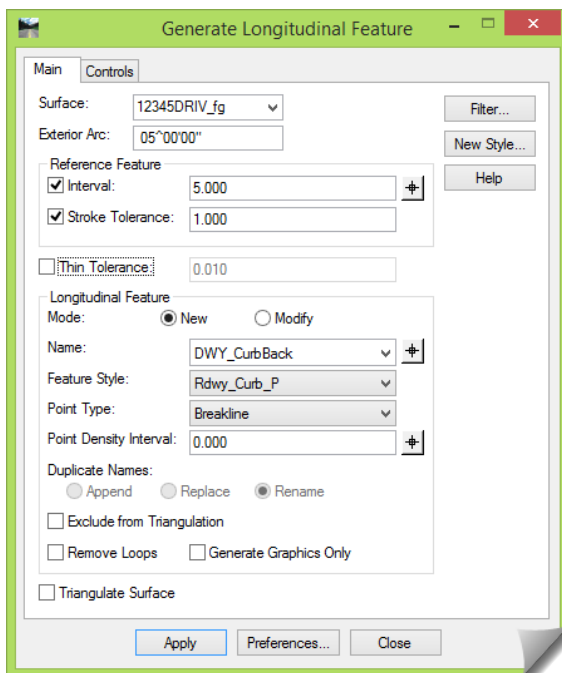 Generate Longitudinal Feature
Main Controls
Surface: 12345DRIV_fg Filter...
Exterior Arc: 05^00'00" New Style...
Reference Feature Help
Interval: 5.000
Stroke Tolerance: 1.000
Thin Tolerance: 0.010
Longitudinal Feature
Mode: New Modify
Name: DWY_CurbBack
Feature Style: Rdwy_Curb_P
Point Type: Breakline
Point Density Interval: 0.000
Duplicate Names:
Append Replace Rename
Exclude from Triangulation
Remove Loops Generate Graphics Only
Triangulate Surface
Apply Preferences... Close